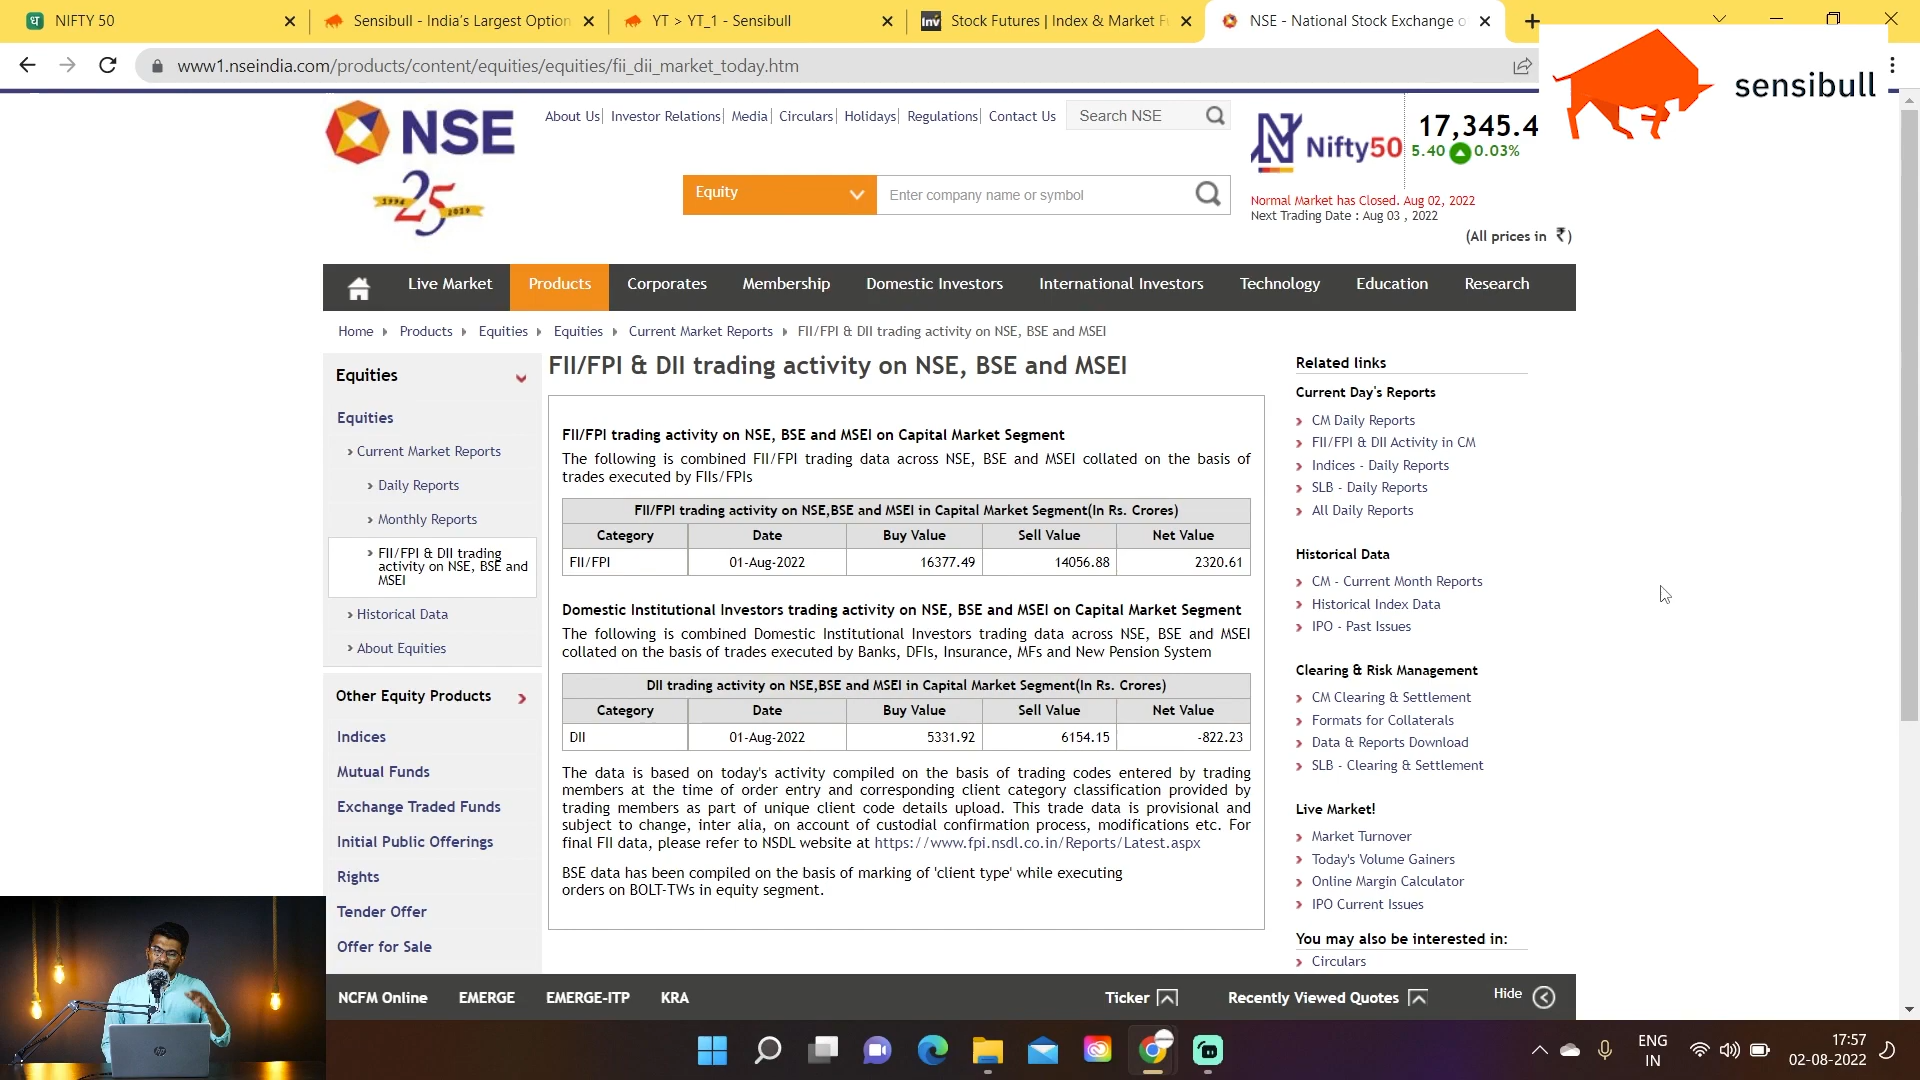 NIFTY 50
Sensibull - India's Largest Option
YT > YT_1 - Sensibull
Stock Futures | Index & Market F
NSE - National Stock Exchange o
www1.nseindia.com/products/content/equities/equities/fii_dii_market_today.htm
sensibull
NSE
1994 25 2019
About Us
Investor Relations
Media
Circulars
Holidays
Regulations
Contact Us
Search NSE
Equity
Enter company name or symbol
Nifty50
17,345.4
5.40 0.03%
Normal Market has Closed. Aug 02, 2022
Next Trading Date : Aug 03 , 2022
(All prices in ₹)
Live Market
Products
Corporates
Membership
Domestic Investors
International Investors
Technology
Education
Research
Home
Products
Equities
Equities
Current Market Reports
FII/FPI & DII trading activity on NSE, BSE and MSEI
Equities
Equities
Current Market Reports
Daily Reports
Monthly Reports
FII/FPI & DII trading
activity on NSE, BSE and
MSEI
Historical Data
About Equities
Other Equity Products
Indices
Mutual Funds
Exchange Traded Funds
Initial Public Offerings
Rights
Tender Offer
Offer for Sale
FII/FPI & DII trading activity on NSE, BSE and MSEI
FII/FPI trading activity on NSE, BSE and MSEI on Capital Market Segment
The following is combined FII/FPI trading data across NSE, BSE and MSEI collated on the basis of
trades executed by FIIs/FPIs
FII/FPI trading activity on NSE,BSE and MSEI in Capital Market Segment(In Rs. Crores)
Category Date Buy Value Sell Value Net Value
FII/FPI 01-Aug-2022 16377.49 14056.88 2320.61
Domestic Institutional Investors trading activity on NSE, BSE and MSEI on Capital Market Segment
The following is combined Domestic Institutional Investors trading data across NSE, BSE and MSEI
collated on the basis of trades executed by Banks, DFIs, Insurance, MFs and New Pension System
DII trading activity on NSE,BSE and MSEI in Capital Market Segment(In Rs. Crores)
Category Date Buy Value Sell Value Net Value
DII 01-Aug-2022 5331.92 6154.15 -822.23
The data is based on today's activity compiled on the basis of trading codes entered by trading
members at the time of order entry and corresponding client category classification provided by
trading members as part of unique client code details upload. This trade data is provisional and
subject to change, inter alia, on account of custodial confirmation process, modifications etc. For
final FII data, please refer to NSDL website at https://www.fpi.nsdl.co.in/Reports/Latest.aspx
BSE data has been compiled on the basis of marking of 'client type' while executing
orders on BOLT-TWs in equity segment.
Related links
Current Day's Reports
CM Daily Reports
FII/FPI & DII Activity in CM
Indices - Daily Reports
SLB - Daily Reports
All Daily Reports
Historical Data
CM - Current Month Reports
Historical Index Data
IPO - Past Issues
Clearing & Risk Management
CM Clearing & Settlement
Formats for Collaterals
Data & Reports Download
SLB - Clearing & Settlement
Live Market!
Market Turnover
Today's Volume Gainers
Online Margin Calculator
IPO Current Issues
You may also be interested in:
Circulars
NCFM Online
EMERGE
EMERGE-ITP
KRA
Ticker
Recently Viewed Quotes
Hide
ENG
IN
17:57
02-08-2022